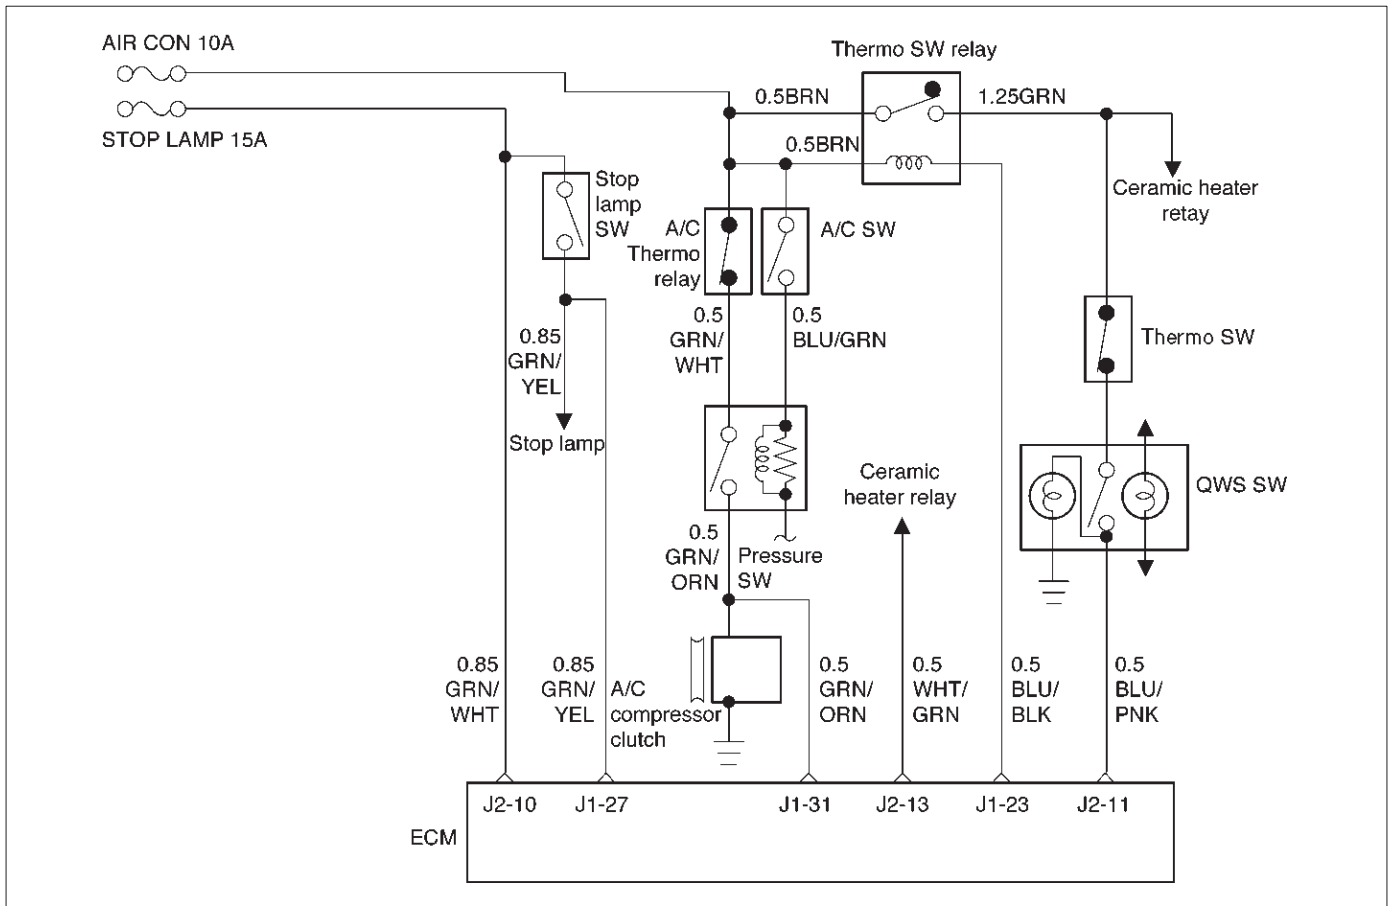 AIR CON 10A
STOP LAMP 15A
Thermo SW relay
0.5BRN
1.25GRN
0.5BRN
Ceramic heater
retay
Stop
lamp
SW
A/C
Thermo
relay
A/C SW
0.5
GRN/
WHT
0.5
BLU/GRN
0.85
GRN/
YEL
Thermo SW
Stop lamp
Ceramic
heater relay
QWS SW
0.5
GRN/
ORN
Pressure
SW
0.85
GRN/
WHT
0.85
GRN/
YEL
A/C
compressor
clutch
0.5
GRN/
ORN
0.5
WHT/
GRN
0.5
BLU/
BLK
0.5
BLU/
PNK
J2-10
J1-27
J1-31
J2-13
J1-23
J2-11
ECM